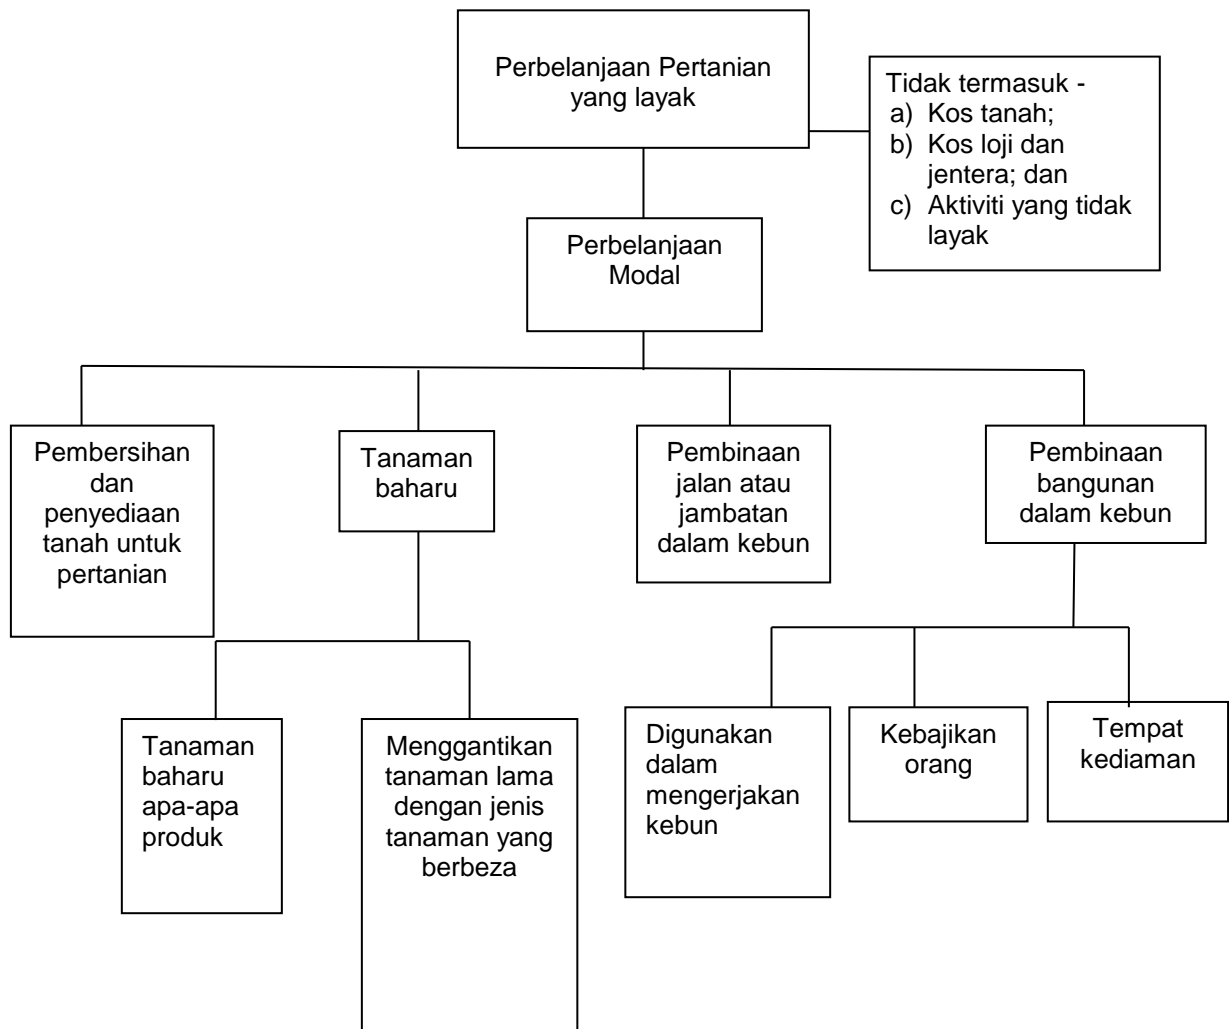 Perbelanjaan Pertanian
yang layak
Tidak termasuk -
a) Kos tanah;
b) Kos loji dan
jentera; dan
c) Aktiviti yang tidak
layak
Perbelanjaan
Modal
Pembersihan
dan
penyediaan
tanah untuk
pertanian
Tanaman
baharu
Pembinaan
jalan atau
jambatan
dalam kebun
Pembinaan
bangunan
dalam kebun
Tanaman
baharu
apa-apa
produk
Menggantikan
tanaman lama
dengan jenis
tanaman yang
berbeza
Digunakan
dalam
mengerjakan
kebun
Kebajikan
orang
Tempat
kediaman